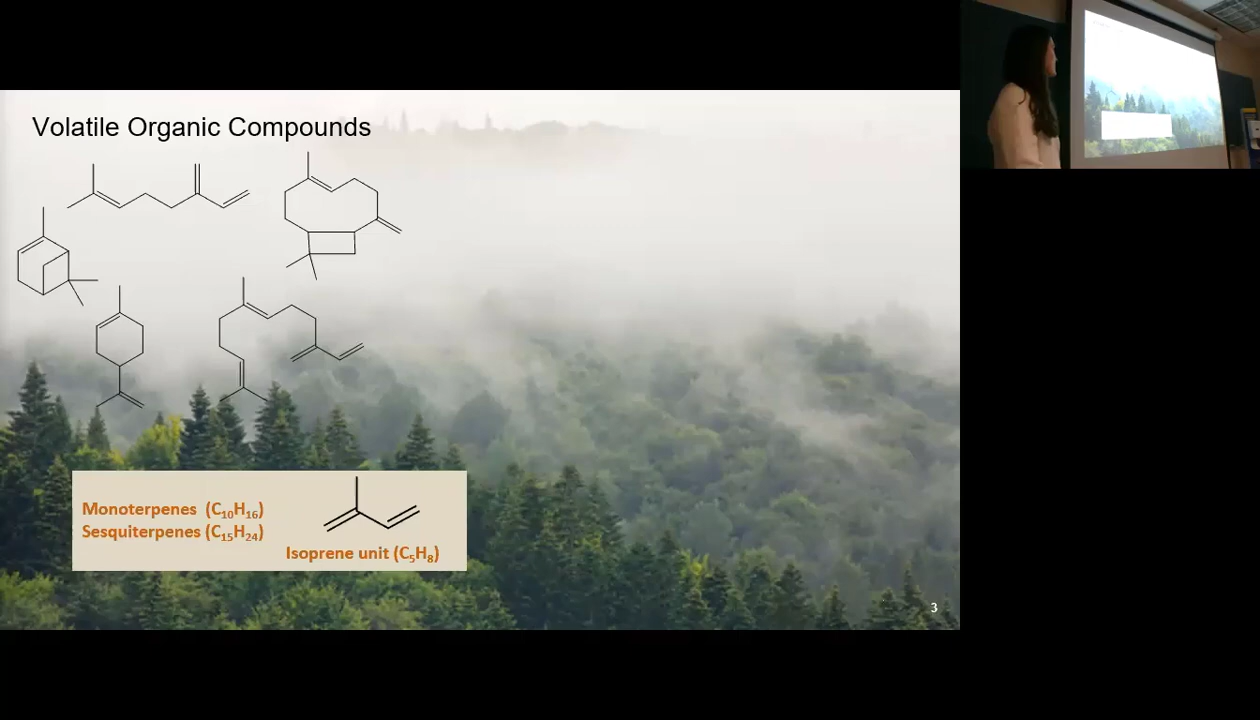 Volatile Organic Compounds
Monoterpenes (C₁₀H₁₆)
Sesquiterpenes (C₁₅H₂₄)
Isoprene unit (C₅H₈)
3